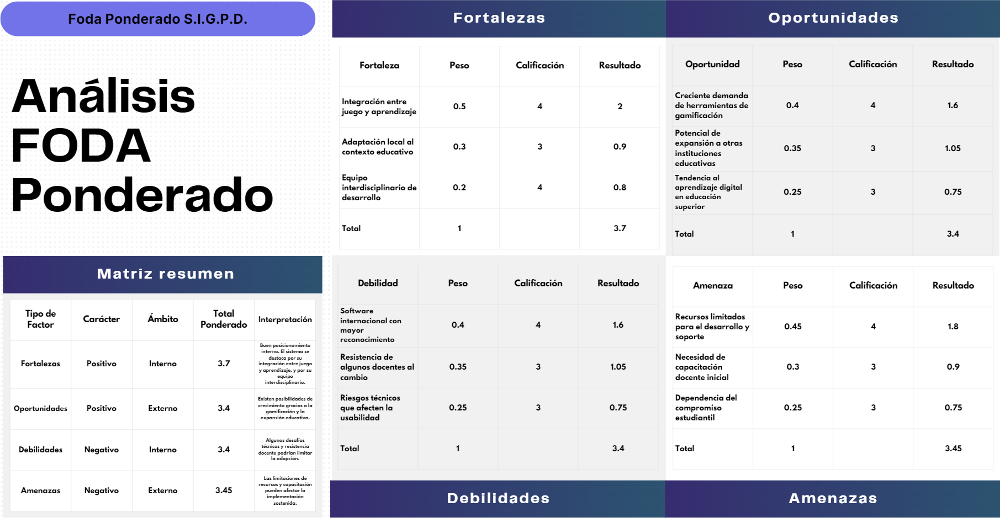 Foda Ponderado S.I.G.P.D.
Análisis
FODA
Ponderado
Fortalezas
Fortaleza Peso Calificación Resultado
Integración entre
juego y aprendizaje 0.5 4 2
Adaptación local al
contexto educativo 0.3 3 0.9
Equipo
interdisciplinario de
desarrollo 0.2 4 0.8
Total 1 3.7
Oportunidades
Oportunidad Peso Calificación Resultado
Creciente demanda
de herramientas de
gamificación 0.4 4 1.6
Potencial de
expansión a otras
instituciones
educativas 0.35 3 1.05
Tendencia al
aprendizaje digital
en educación
superior 0.25 3 0.75
Total 1 3.4
Matriz resumen
Tipo de
Factor Carácter Ámbito Total
Ponderado Interpretación
Fortalezas Positivo Interno 3.7
Buen posicionamiento
interno. El sistema se
destaca por su
integración entre juego
y aprendizaje, y por su
equipo
interdisciplinario.
Oportunidades Positivo Externo 3.4
Existen posibilidades de
crecimiento gracias a la
gamificación y la
expansión educativa.
Debilidades Negativo Interno 3.4
Algunos desafíos
técnicos y resistencia
docente podrían limitar
la adopción.
Amenazas Negativo Externo 3.45
Las limitaciones de
recursos y capacitación
pueden afectar la
implementación
sostenida.
Debilidad Peso Calificación Resultado
Software
internacional con
mayor
reconocimiento 0.4 4 1.6
Resistencia de
algunos docentes al
cambio 0.35 3 1.05
Riesgos técnicos
que afecten la
usabilidad 0.25 3 0.75
Total 1 3.4
Debilidades
Amenaza Peso Calificación Resultado
Recursos limitados
para el desarrollo y
soporte 0.45 4 1.8
Necesidad de
capacitación
docente inicial 0.3 3 0.9
Dependencia del
compromiso
estudiantil 0.25 3 0.75
Total 1 3.45
Amenazas